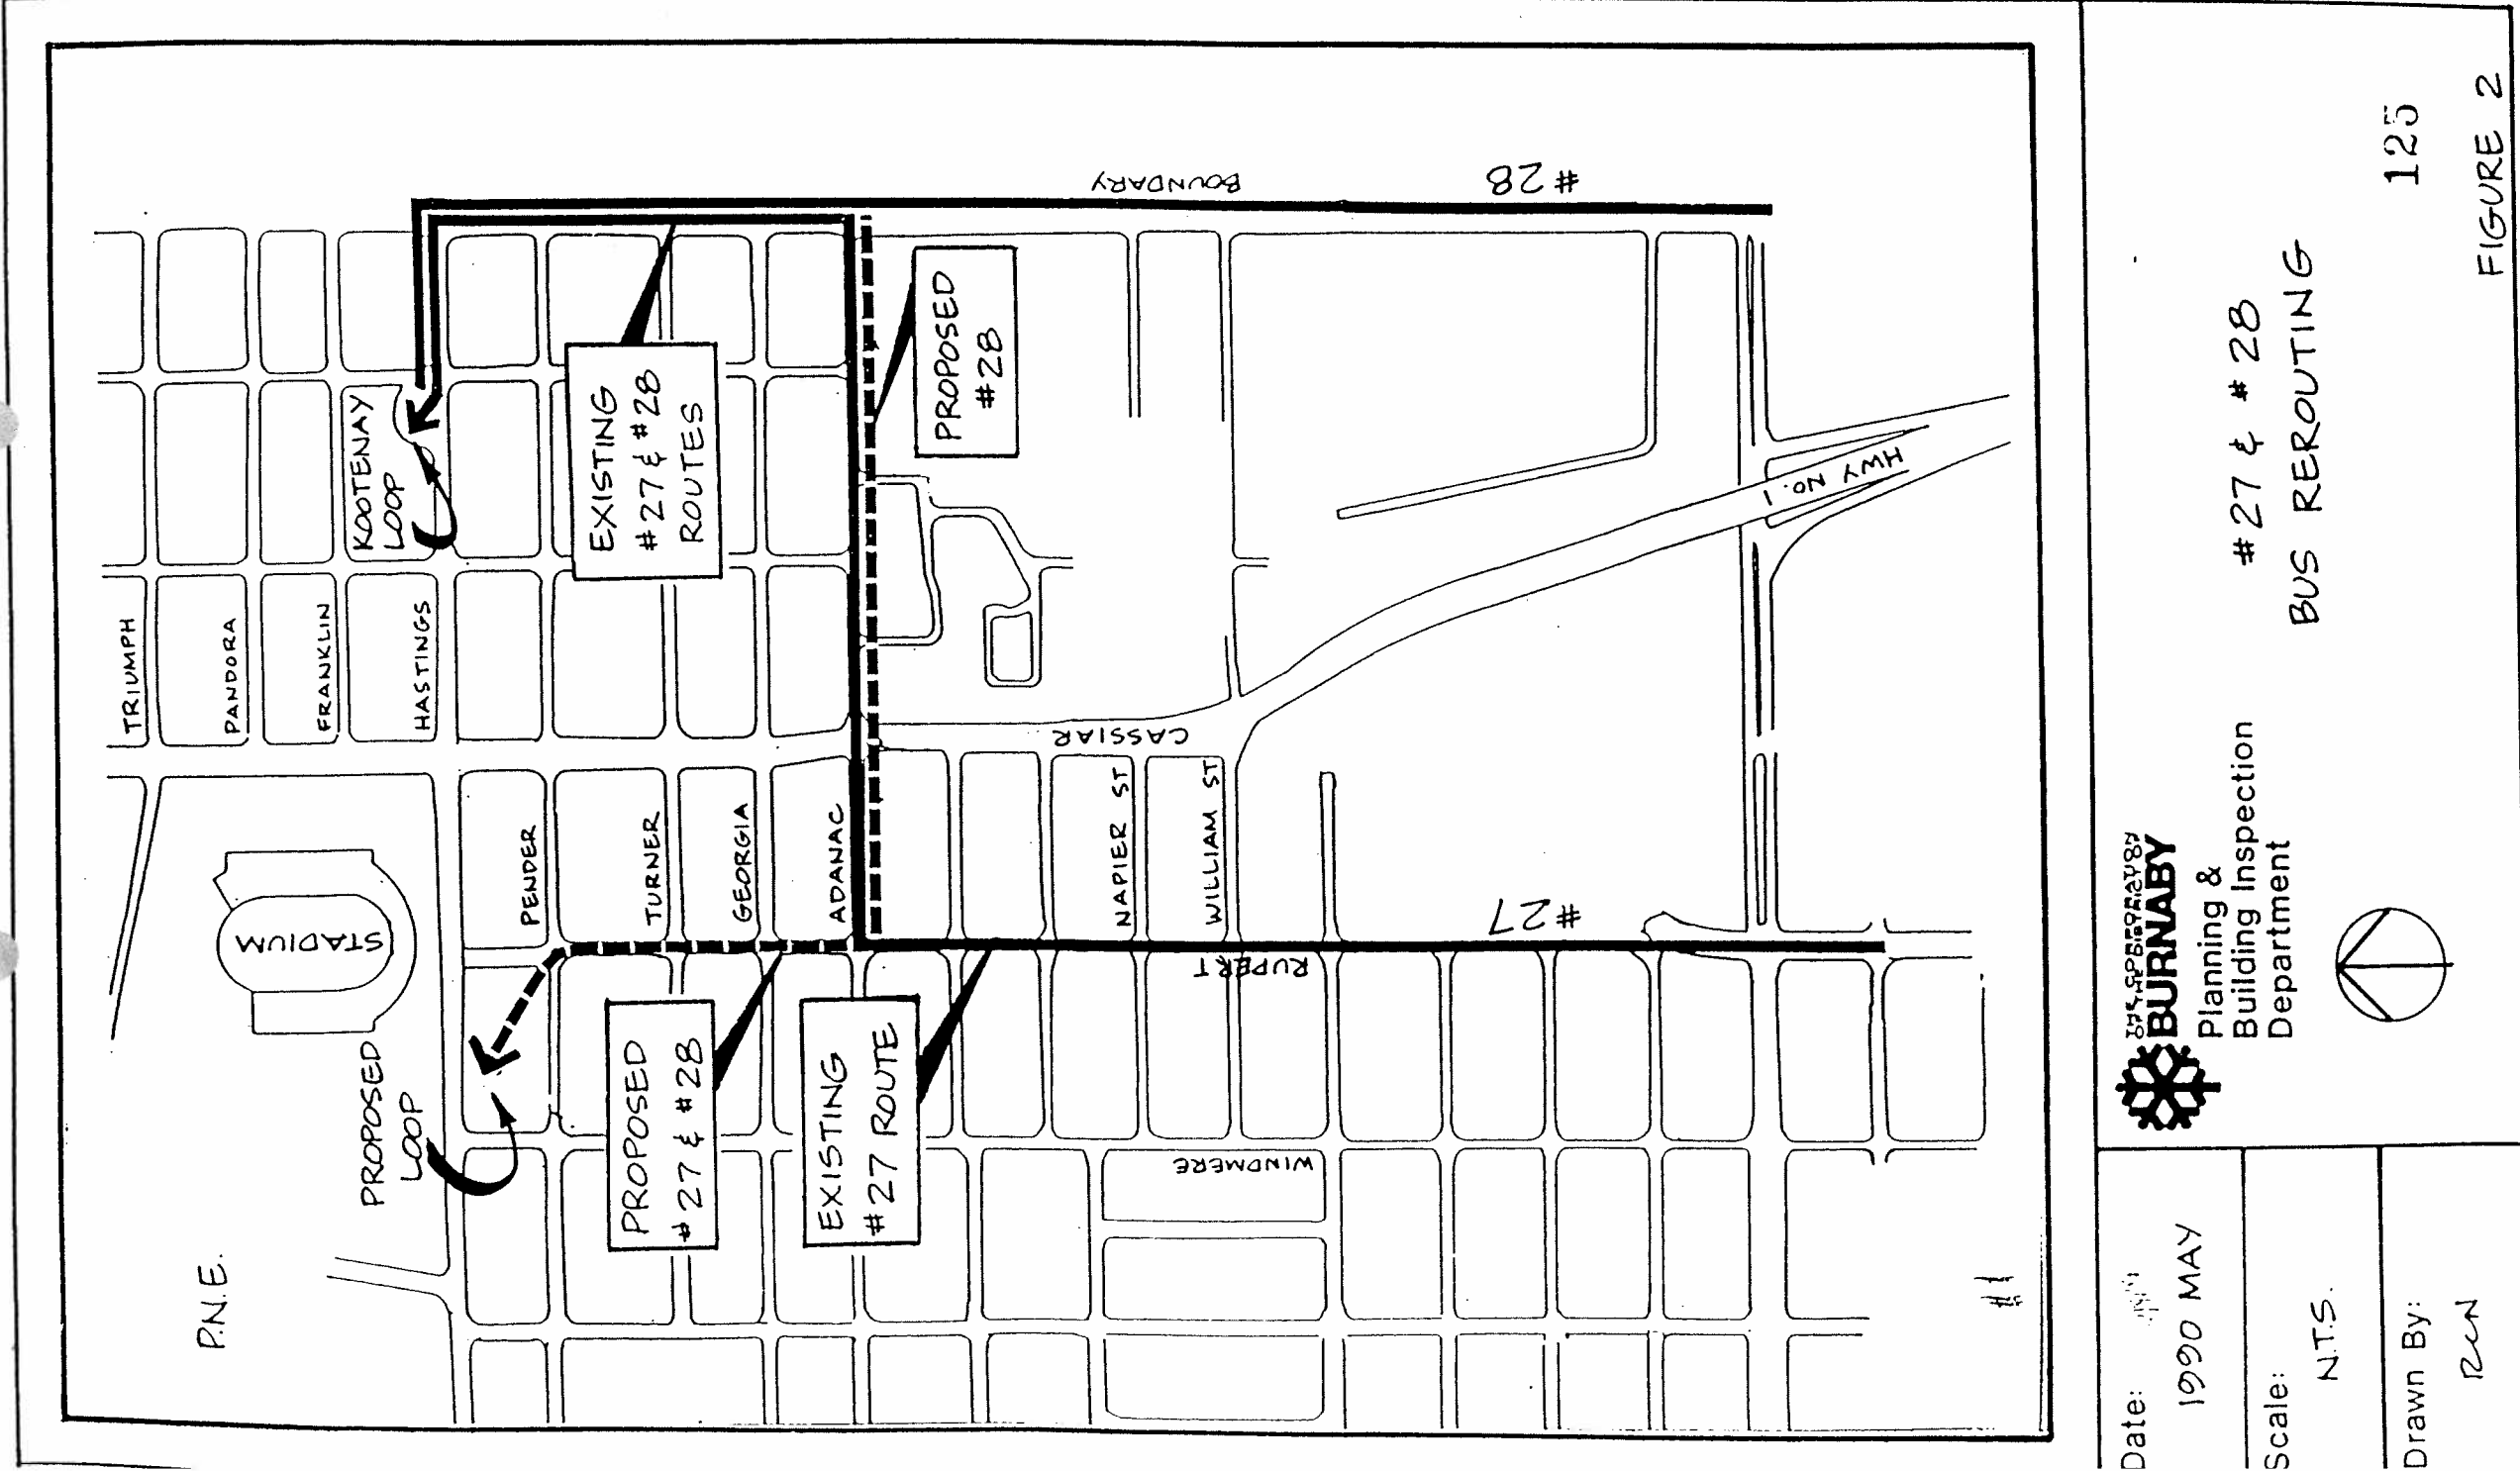 P.N.E.
STADIUM
PROPOSED
LOOP
TRIUMPH
PANDORA
FRANKLIN
HASTINGS
KOOTENAY
LOOP
PENDER
TURNER
GEORGIA
ADANAC
EXISTING
#27 & #28
ROUTES
PROPOSED
#28
PROPOSED
#27 & #28
EXISTING
#27 ROUTE
NAPIER ST
WILLIAM ST
CASSIAR
RUPERT
WINDMERE
BOUNDARY
#28
#27
HWY No. 1
Date:
1990 MAY
Scale:
N.T.S.
Drawn By:
BURNABY
Planning &
Building Inspection
Department
#27 & #28
BUS REROUTING
125
FIGURE 2